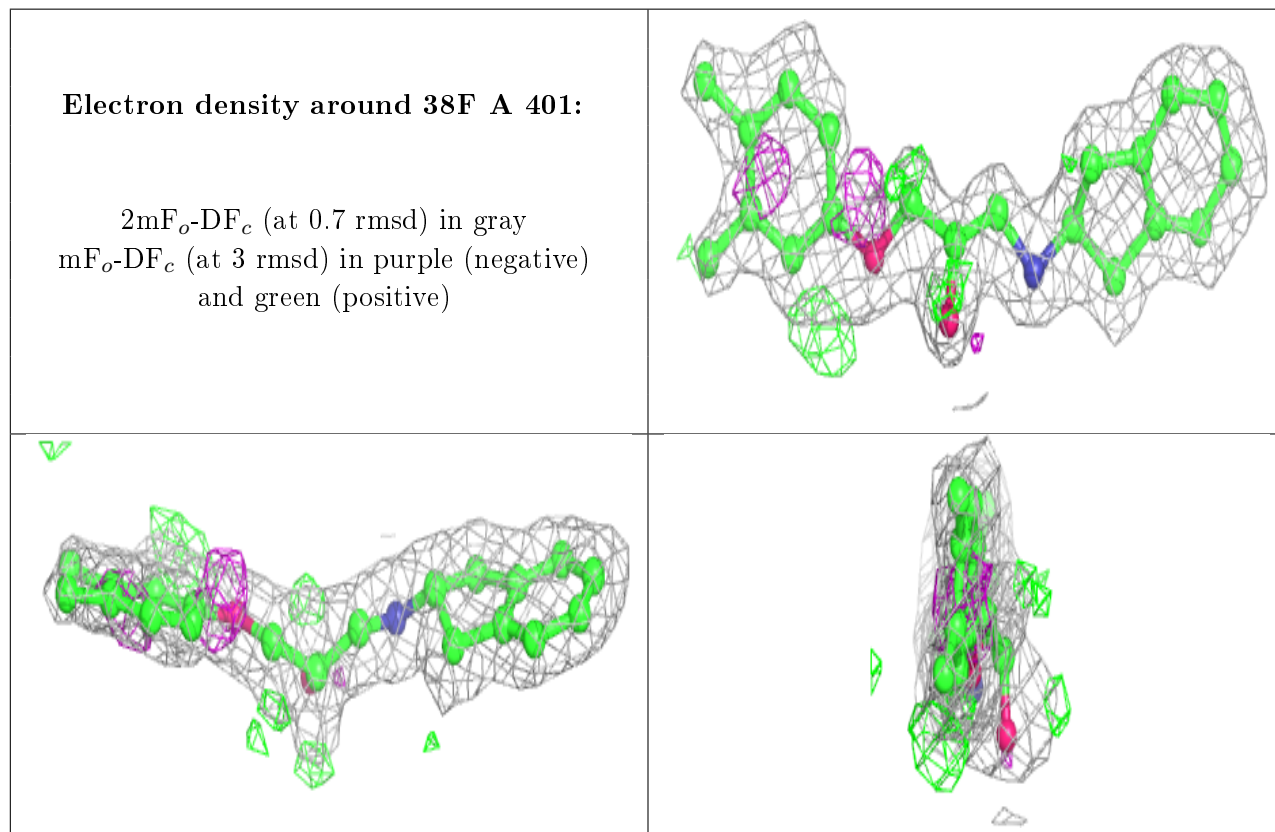 Electron density around 38F A 401:
2mFo-DFc (at 0.7 rmsd) in gray
mFo-DFc (at 3 rmsd) in purple (negative)
and green (positive)